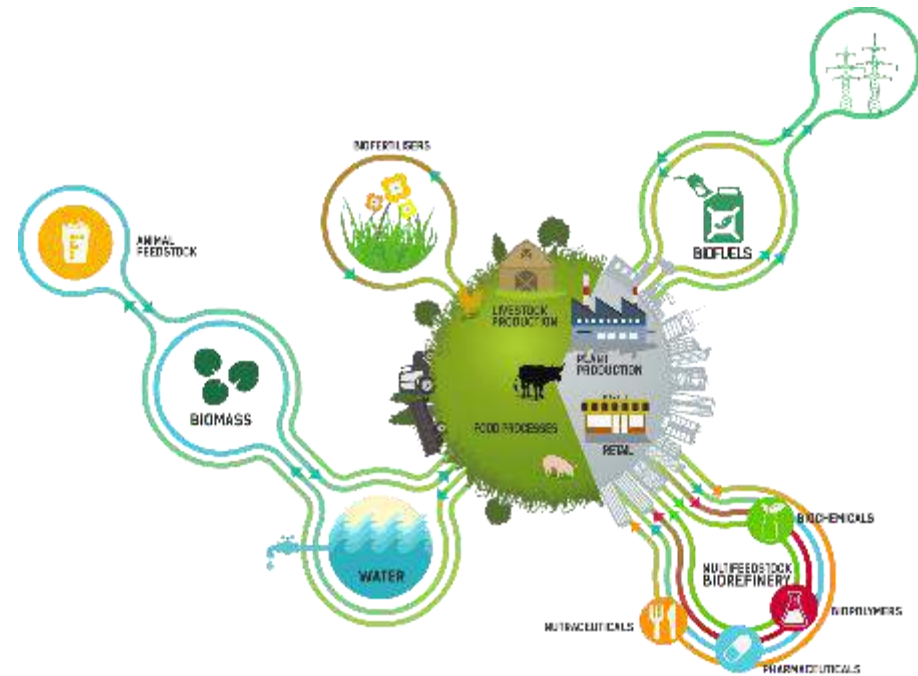 BIOFERTILISERS
ANIMAL
FEEDSTOCK
BIOFUELS
LIVESTOCK
PRODUCTION
PLANT
PRODUCTION
BIOMASS
FOOD PROCESSES
RETAIL
WATER
BIOCHEMICALS
MULTIFEEDSTOCK
BIOREFINERY
BIOPOLYMERS
NUTRACEUTICALS
PHARMACEUTICALS